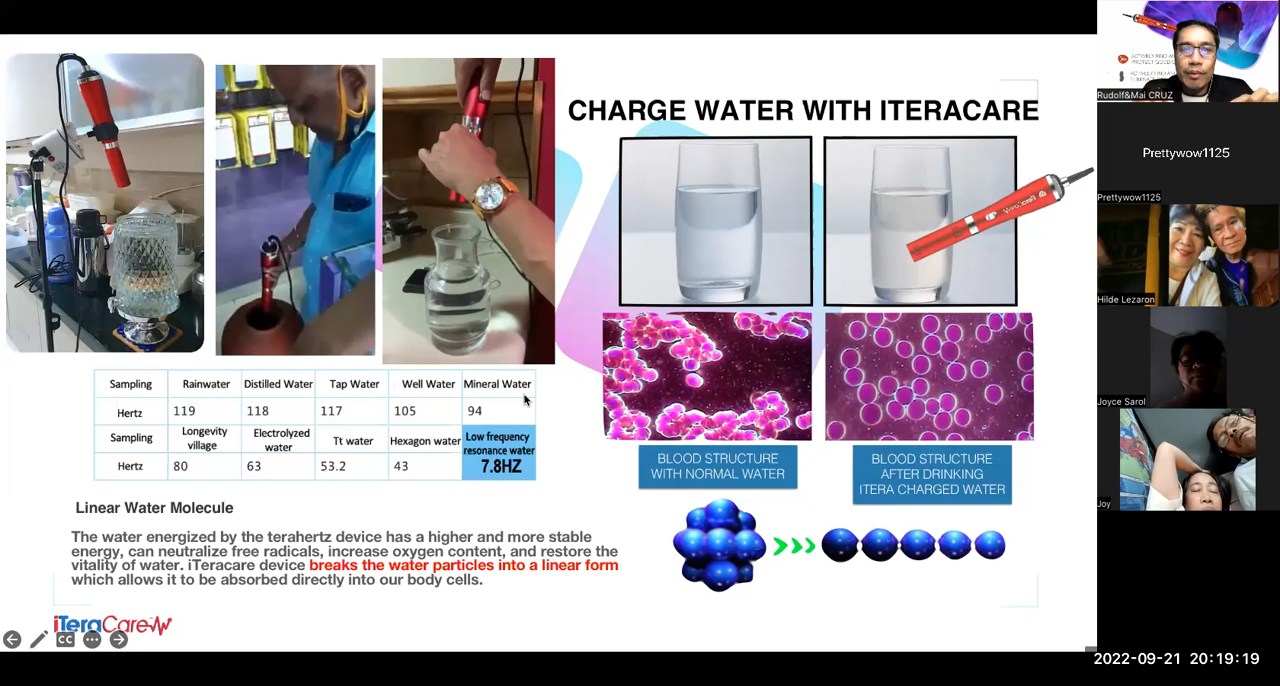 CHARGE WATER WITH ITERACARE
Sampling Rainwater Distilled Water Tap Water Well Water Mineral Water
Hertz 119 118 117 105 94
Sampling Longevity village Electrolyzed water Tt water Hexagon water Low frequency resonance water
Hertz 80 63 53.2 43 7.8HZ
BLOOD STRUCTURE
WITH NORMAL WATER
BLOOD STRUCTURE
AFTER DRINKING
ITERA CHARGED WATER
Linear Water Molecule
The water energized by the terahertz device has a higher and more stable
energy, can neutralize free radicals, increase oxygen content, and restore the
vitality of water. iTeracare device breaks the water particles into a linear form
which allows it to be absorbed directly into our body cells.
iTeraCare
CC
Rudolf&Mai CRUZ
Prettywow1125
Prettywow1125
Hilde Lezaron
Joyce Sarol
Joy
2022-09-21 20:19:19